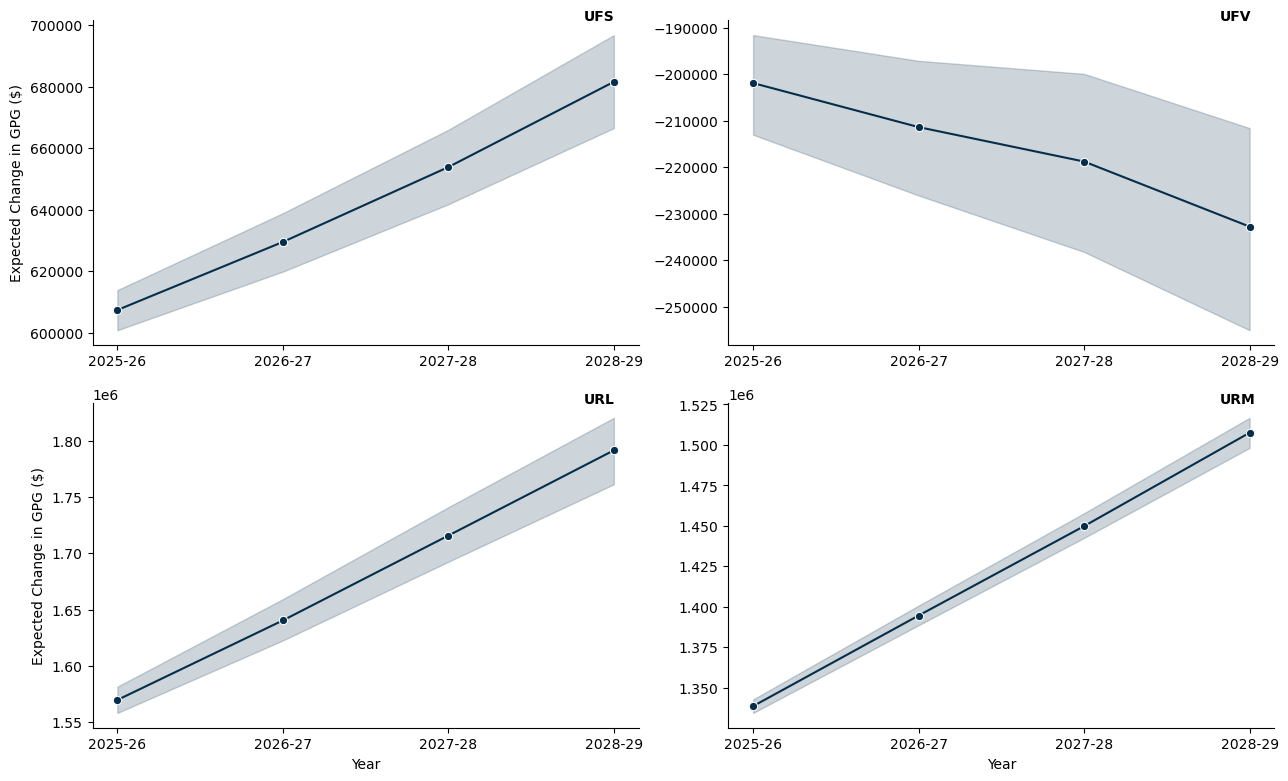 UFS
Expected Change in GPG ($)
700000
680000
660000
640000
620000
600000
2025-26 2026-27 2027-28 2028-29
UFV
−190000
−200000
−210000
−220000
−230000
−240000
−250000
2025-26 2026-27 2027-28 2028-29
1e6
URL
Expected Change in GPG ($)
1.80
1.75
1.70
1.65
1.60
1.55
2025-26 2026-27 2027-28 2028-29
Year
1e6
URM
1.525
1.500
1.475
1.450
1.425
1.400
1.375
1.350
2025-26 2026-27 2027-28 2028-29
Year